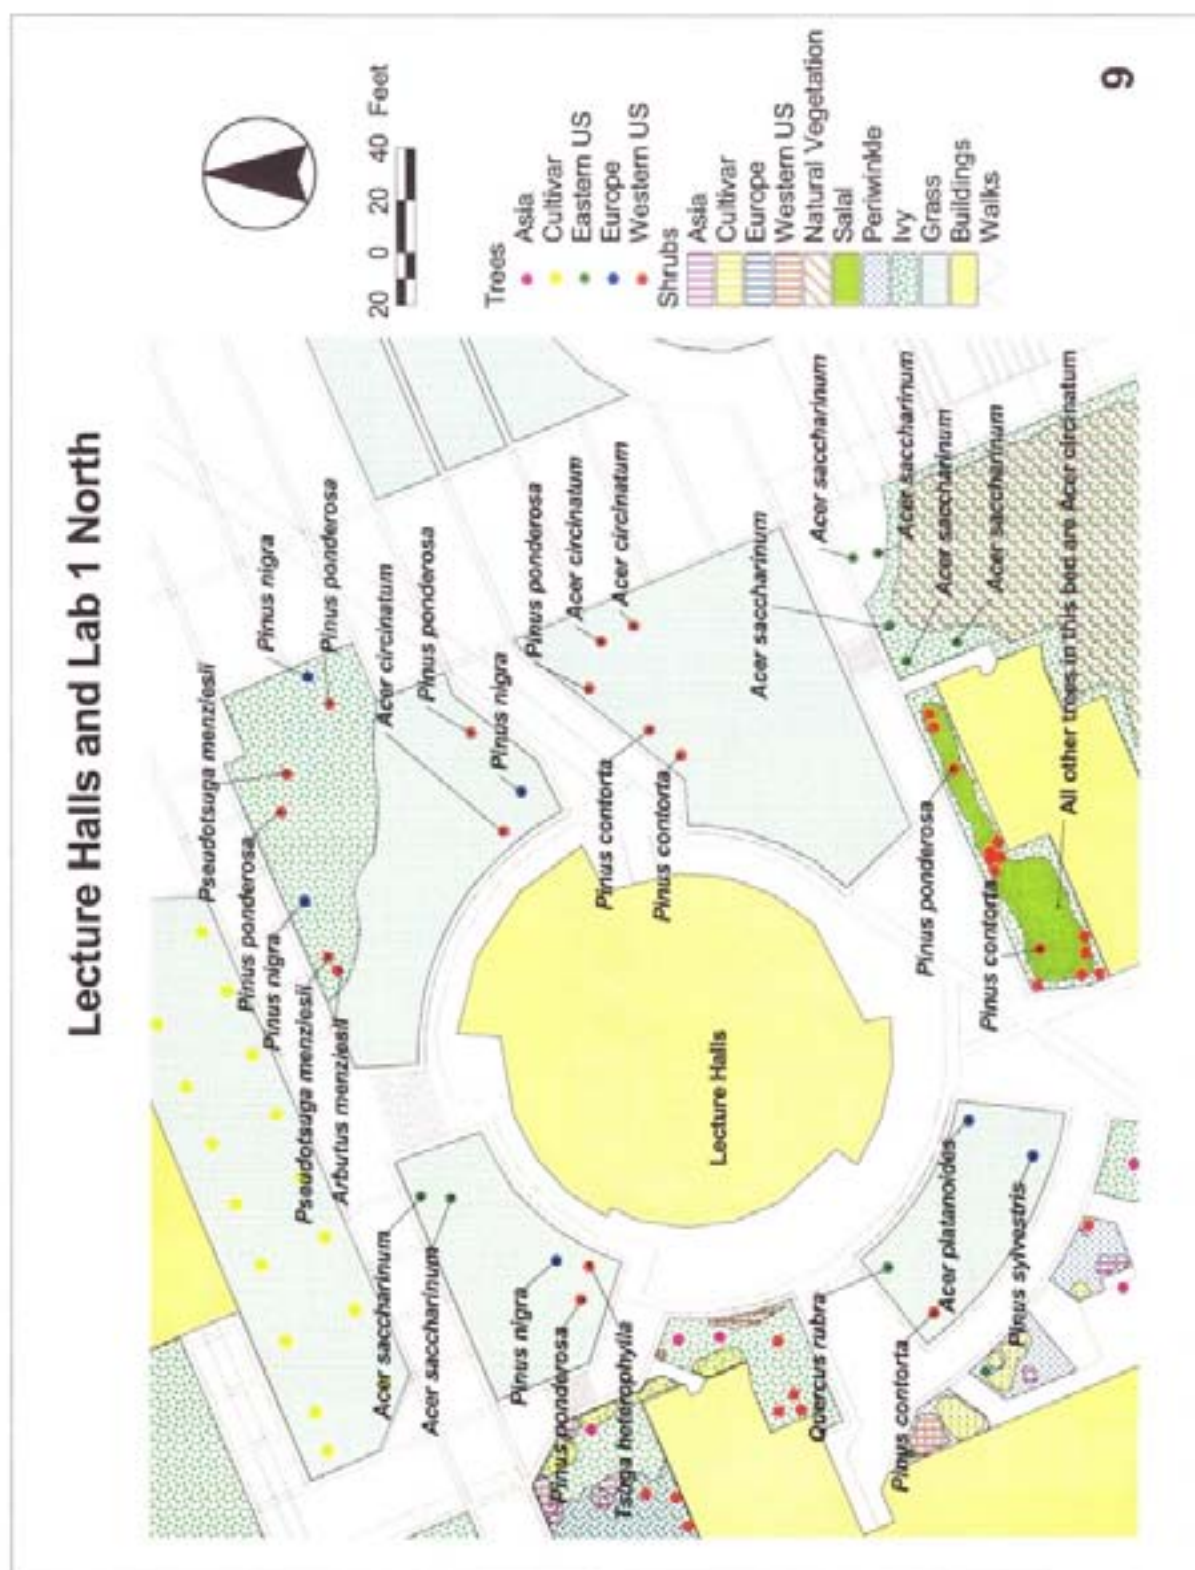 Lecture Halls and Lab 1 North
20 0 20 40 Feet
Trees
Asia
Cultivar
Eastern US
Europe
Western US
Shrubs
Asia
Cultivar
Europe
Western US
Natural Vegetation
Salal
Periwinkle
Ivy
Grass
Buildings
Walks
Pseudotsuga menziesii
Pinus nigra
Pinus ponderosa
Pinus ponderosa
Pinus nigra
Pseudotsuga menziesii
Arbutus menziesii
Acer circinatum
Pinus ponderosa
Pinus nigra
Pinus ponderosa
Acer circinatum
Acer circinatum
Pinus contorta
Pinus contorta
Acer saccharinum
Acer saccharinum
Acer saccharinum
Acer saccharinum
Acer saccharinum
Acer saccharinum
Acer saccharinum
Pinus nigra
Pinus ponderosa
Tsuga heterophylla
Lecture Halls
Pinus ponderosa
Pinus contorta
All other trees in this bed are Acer circinatum
Quercus rubra
Pinus contorta
Acer platanoides
Pinus sylvestris
9